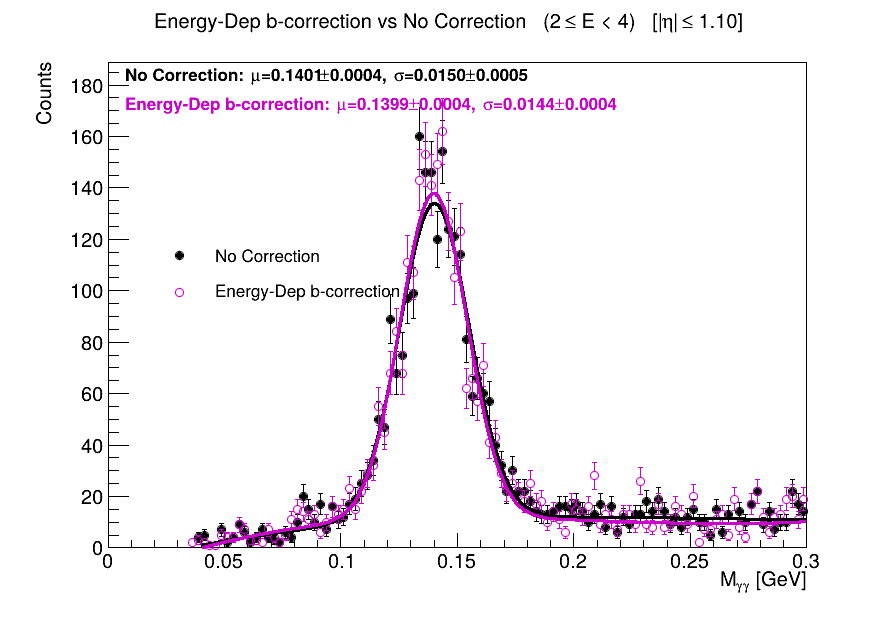 Energy-Dep b-correction vs No Correction (2 ≤ E < 4) [|η| ≤ 1.10]
Counts
No Correction: μ=0.1401±0.0004, σ=0.0150±0.0005
Energy-Dep b-correction: μ=0.1399±0.0004, σ=0.0144±0.0004
180
160
140
120
100
80
60
40
20
0
No Correction
Energy-Dep b-correction
0 0.05 0.1 0.15 0.2 0.25 0.3
Mγγ [GeV]